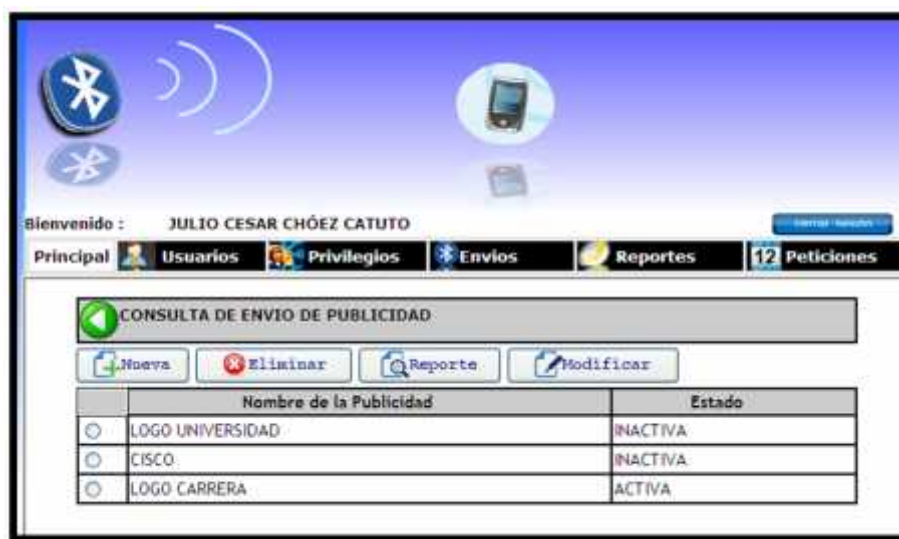 Bienvenido : JULIO CESAR CHÓEZ CATUTO
Principal Usuarios Privilegios Envios Reportes 12 Peticiones
CONSULTA DE ENVIO DE PUBLICIDAD
Nueva Eliminar Reporte Modificar
Nombre de la Publicidad Estado
LOGO UNIVERSIDAD INACTIVA
CISCO INACTIVA
LOGO CARRERA ACTIVA